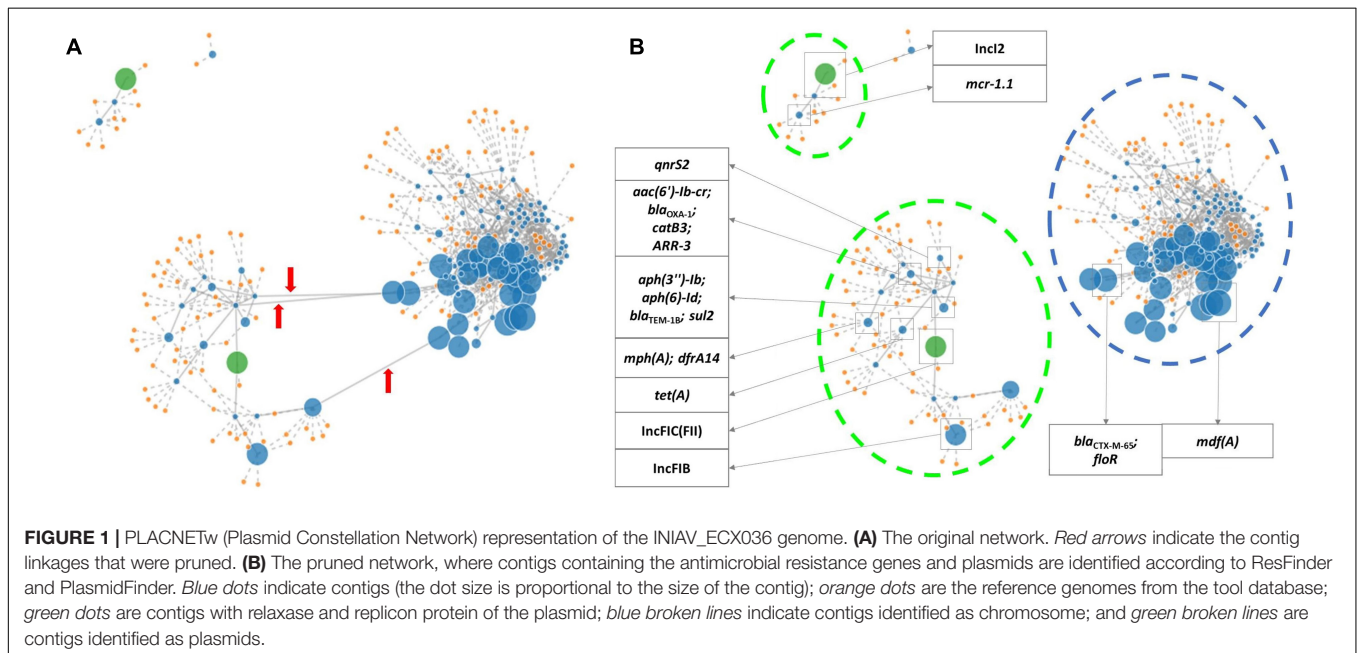 A
B
IncI2
mcr-1.1
qnrS2
aac(6')-Ib-cr;
blaOXA-1;
catB3;
ARR-3
aph(3'')-Ib;
aph(6)-Id;
blaTEM-1B; sul2
mph(A); dfrA14
tet(A)
IncFIC(FII)
IncFIB
blaCTX-M-65;
floR
mdf(A)
FIGURE 1 | PLACNETw (Plasmid Constellation Network) representation of the INIAV_ECX036 genome. (A) The original network. Red arrows indicate the contig
linkages that were pruned. (B) The pruned network, where contigs containing the antimicrobial resistance genes and plasmids are identified according to ResFinder
and PlasmidFinder. Blue dots indicate contigs (the dot size is proportional to the size of the contig); orange dots are the reference genomes from the tool database;
green dots are contigs with relaxase and replicon protein of the plasmid; blue broken lines indicate contigs identified as chromosome; and green broken lines are
contigs identified as plasmids.